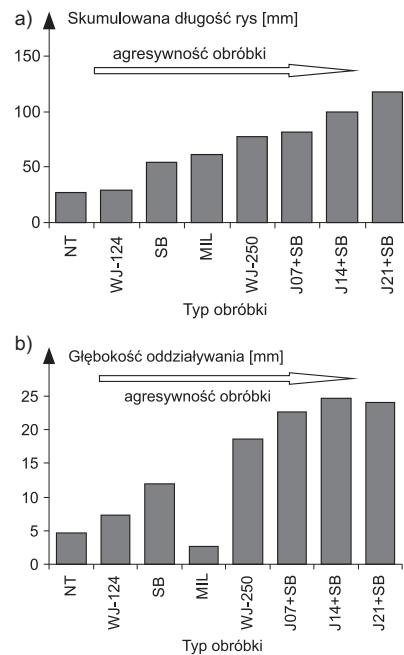 a) Skumulowana długość rys [mm]
agresywność obróbki
150
100
50
0
NT
WJ-124
SB
MIL
WJ-250
J07+SB
J14+SB
J21+SB
Typ obróbki
b) Głębokość oddziaływania [mm]
agresywność obróbki
25
20
15
10
5
0
NT
WJ-124
SB
MIL
WJ-250
J07+SB
J14+SB
J21+SB
Typ obróbki